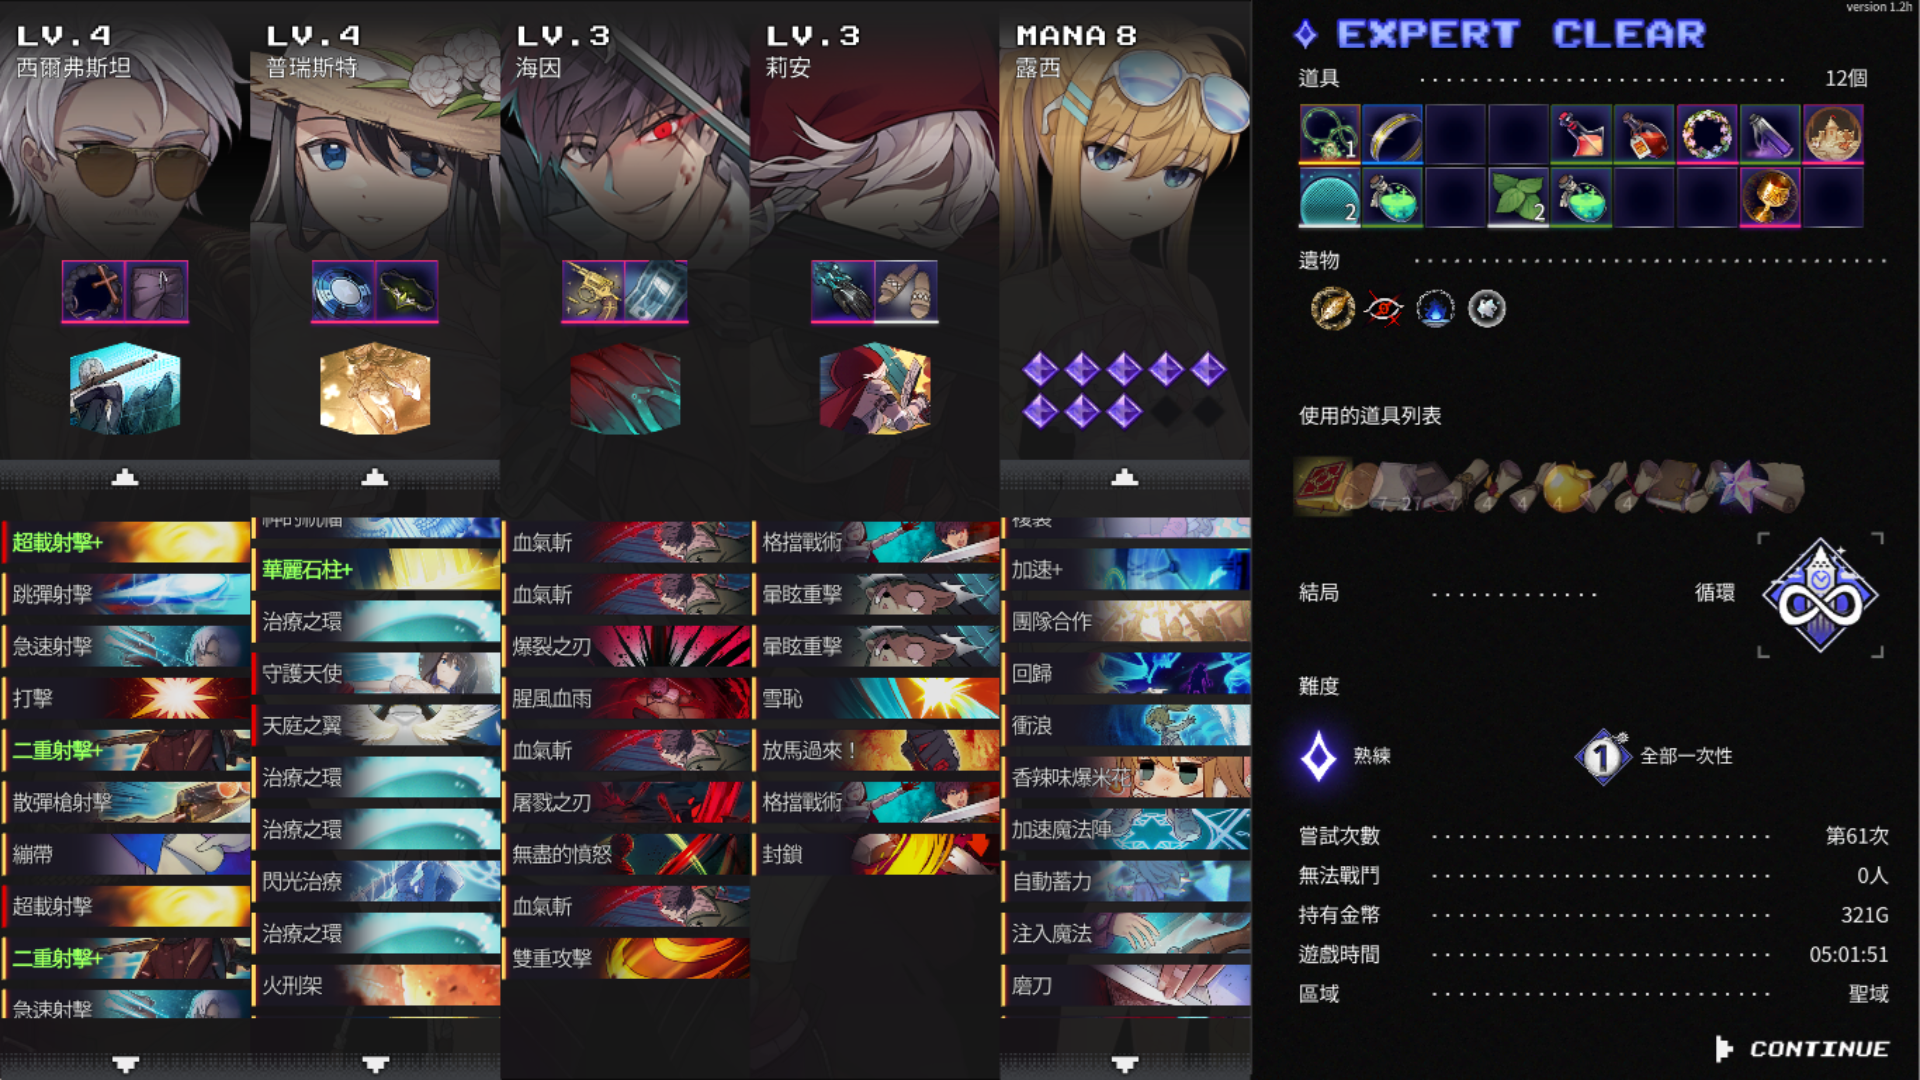 version 1.2h
LV.4
西爾弗斯坦
LV.4
普瑞斯特
LV.3
海因
LV.3
莉安
MANA 8
露西
超載射擊+
跳彈射擊
急速射擊
打擊
二重射擊+
散彈槍射擊
繃帶
超載射擊
二重射擊+
急速射擊
神的祝福
華麗石柱+
治療之環
守護天使
天庭之翼
治療之環
治療之環
閃光治療
治療之環
火刑架
血氣斬
血氣斬
爆裂之刃
腥風血雨
血氣斬
屠戮之刃
無盡的憤怒
血氣斬
雙重攻擊
格擋戰術
暈眩重擊
暈眩重擊
雪恥
放馬過來!
格擋戰術
封鎖
複製
加速+
團隊合作
回歸
衝浪
香辣味爆米花
加速魔法陣
自動蓄力
注入魔法
磨刀
EXPERT CLEAR
道具 12個
1
2
2
遺物
使用的道具列表
結局 循環
難度
熟練
1 全部一次性
嘗試次數 第61次
無法戰鬥 0人
持有金幣 321G
遊戲時間 05:01:51
區域 聖域
CONTINUE